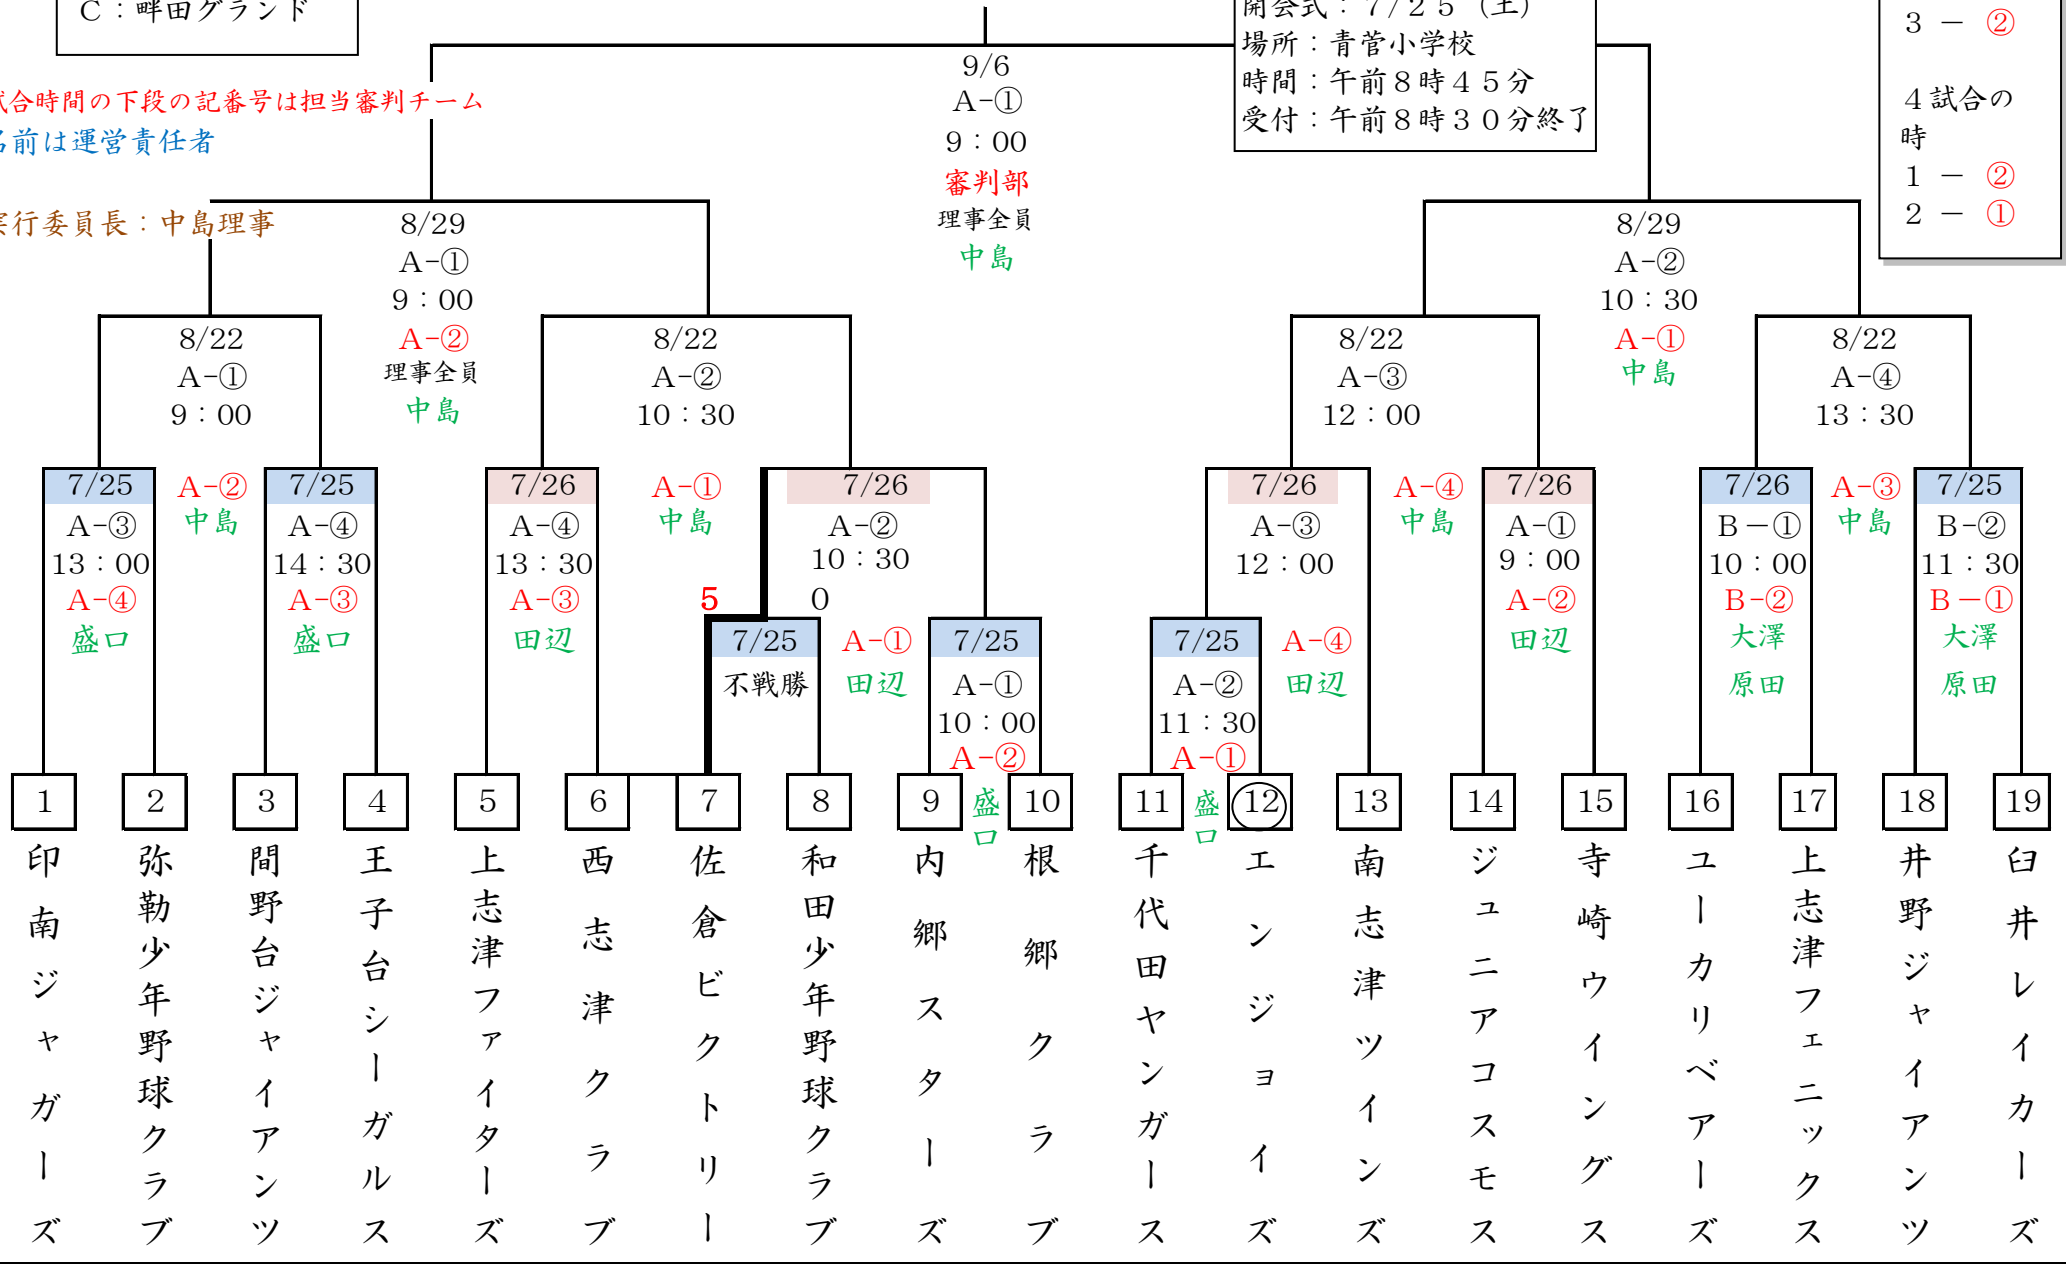 C：畔田グランド
開会式：７/２５（土）
場所：青菅小学校
時間：午前８時４５分
受付：午前８時３０分終了
3 － ②
４試合の
時
1 － ②
2 － ①
試合時間の下段の記番号は担当審判チーム
名前は運営責任者
実行委員長：中島理事
9/6
A-①
9：00
審判部
理事全員
中島
8/29
A-①
9：00
A-②
理事全員
中島
8/29
A-②
10：30
A-①
中島
8/22
A-①
9：00
A-②
中島
8/22
A-②
10：30
A-①
中島
8/22
A-③
12：00
A-④
中島
8/22
A-④
13：30
A-③
中島
7/25
A-③
13：00
A-④
盛口
7/25
A-④
14：30
A-③
盛口
7/26
A-④
13：30
A-③
田辺
7/26
A-②
10：30
5
0
A-①
田辺
7/26
A-③
12：00
A-④
田辺
7/26
A-①
9：00
A-②
田辺
7/26
B－①
10：00
B-②
大澤
原田
7/25
B-②
11：30
B－①
大澤
原田
7/25
不戦勝
7/25
A-①
10：00
A-②
盛口
7/25
A-②
11：30
A-①
盛口
1
印南ジャガーズ
2
弥勒少年野球クラブ
3
間野台ジャイアンツ
4
王子台シーガルス
5
上志津ファイターズ
6
西志津クラブ
7
佐倉ビクトリー
8
和田少年野球クラブ
9
内郷スターズ
10
根郷クラブ
11
千代田ヤンガース
12
エンジョイズ
13
南志津ツインズ
14
ジュニアコスモス
15
寺崎ウイングス
16
ユーカリベアーズ
17
上志津フェニックス
18
井野ジャイアンツ
19
臼井レイカーズ